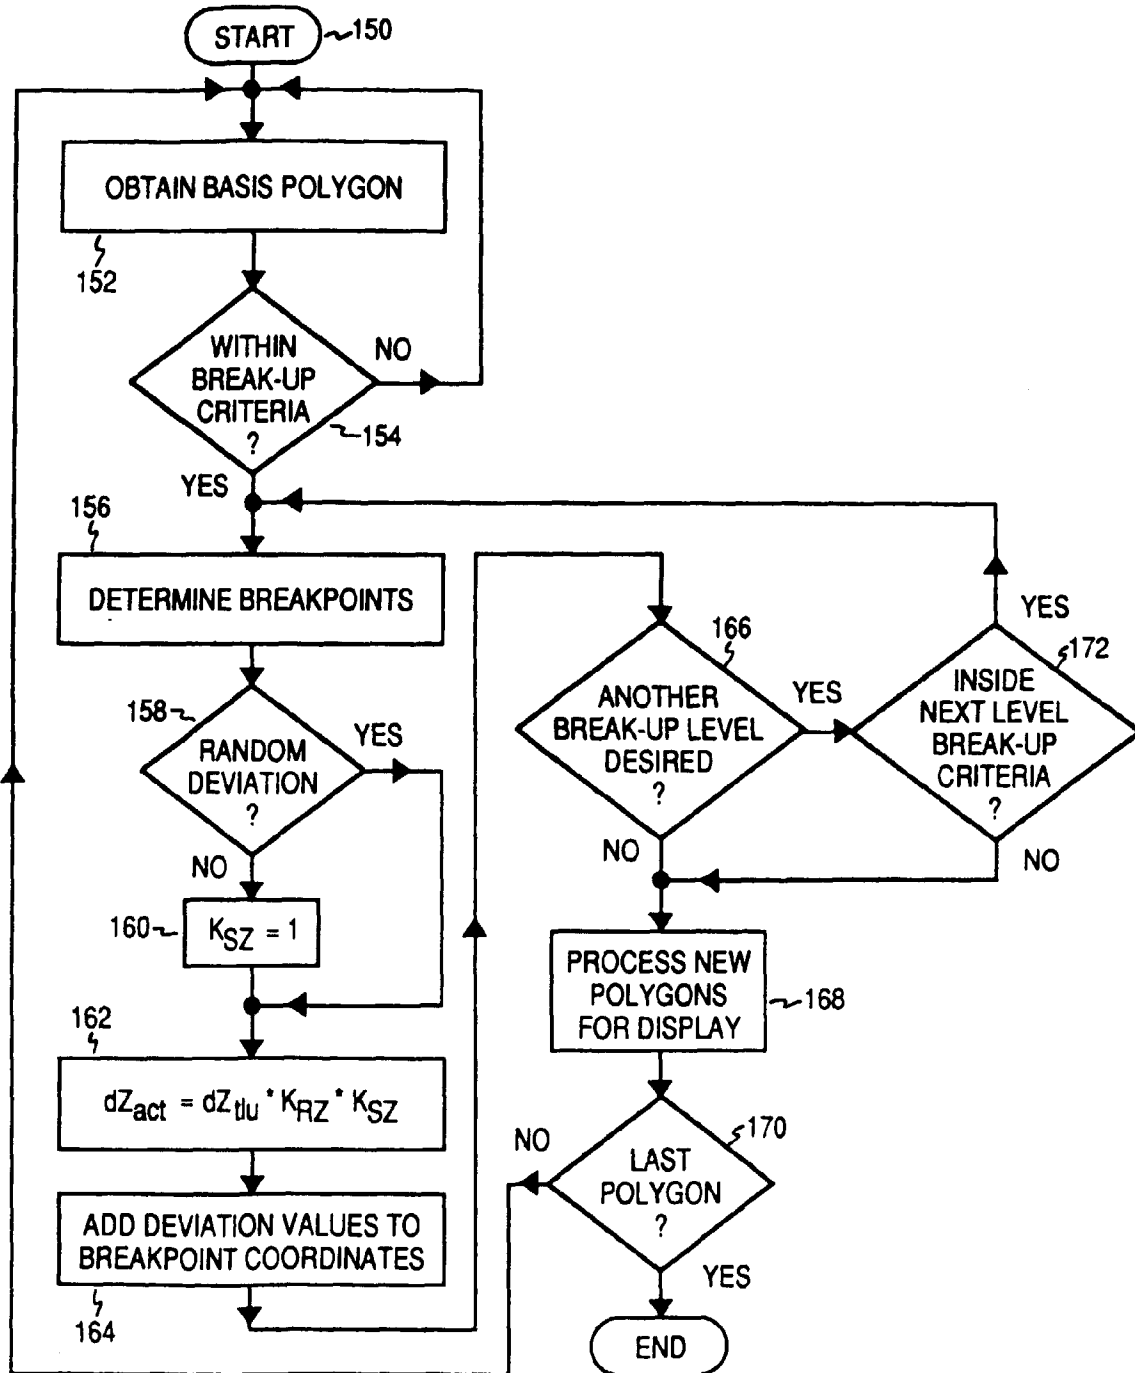 START
150
OBTAIN BASIS POLYGON
152
WITHIN
BREAK-UP
CRITERIA
?
NO
154
YES
156
DETERMINE BREAKPOINTS
158
RANDOM
DEVIATION
?
YES
NO
160
K_SZ = 1
162
dZ_act = dZ_tlu * K_RZ * K_SZ
ADD DEVIATION VALUES TO
BREAKPOINT COORDINATES
164
166
ANOTHER
BREAK-UP LEVEL
DESIRED
?
YES
NO
172
INSIDE
NEXT LEVEL
BREAK-UP
CRITERIA
?
YES
NO
PROCESS NEW
POLYGONS
FOR DISPLAY
168
170
LAST
POLYGON
?
NO
YES
END